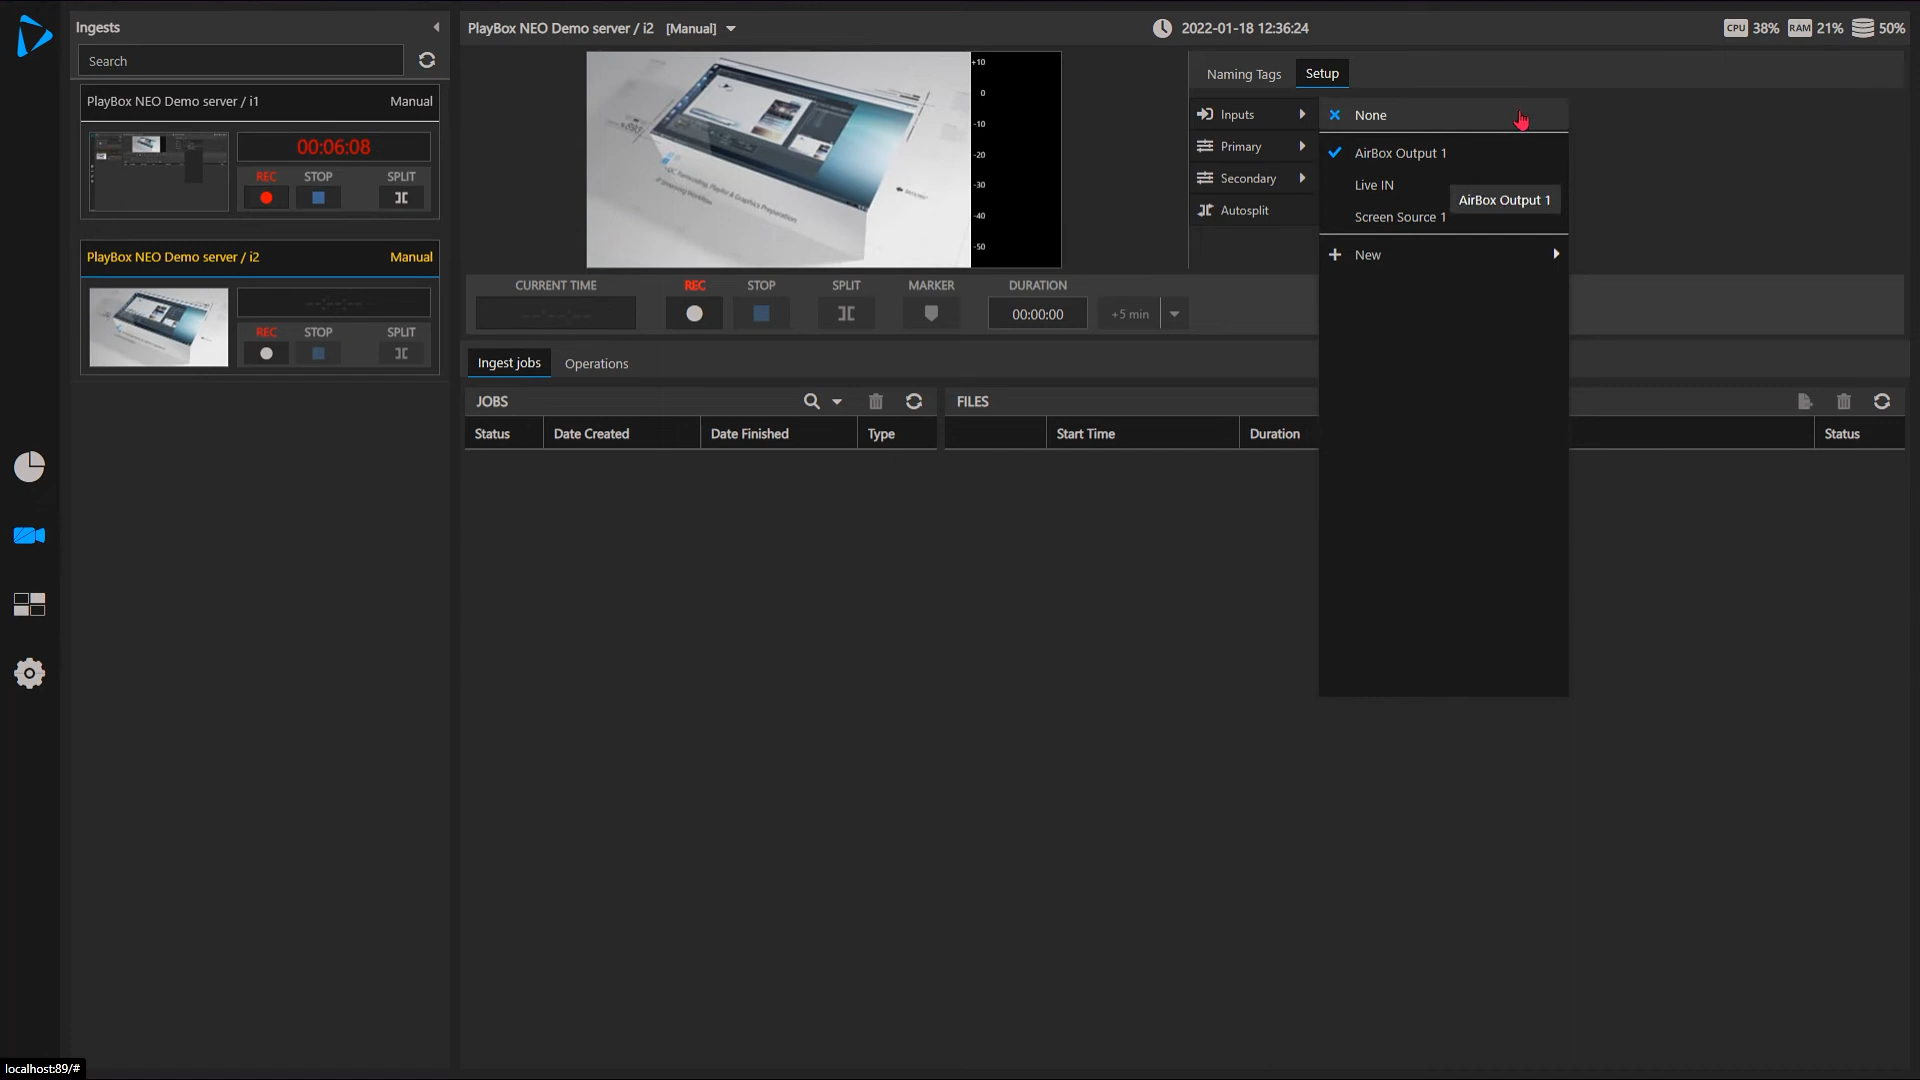 Ingests
Search
PlayBox NEO Demo server / i1 Manual
00:06:08
REC STOP SPLIT
PlayBox NEO Demo server / i2 Manual
--:--:--
REC STOP SPLIT
PlayBox NEO Demo server / i2 [Manual]
2022-01-18 12:36:24
CPU 38% RAM 21% 50%
+10
0
-10
-20
-30
-40
-50
Naming Tags Setup
Inputs
Primary
Secondary
Autosplit
None
AirBox Output 1
Live IN
AirBox Output 1
Screen Source 1
New
CURRENT TIME REC STOP SPLIT MARKER DURATION
--:--:-- 00:00:00 +5 min
Ingest jobs Operations
JOBS
Status Date Created Date Finished Type
FILES
Start Time Duration Status
localhost:89/#